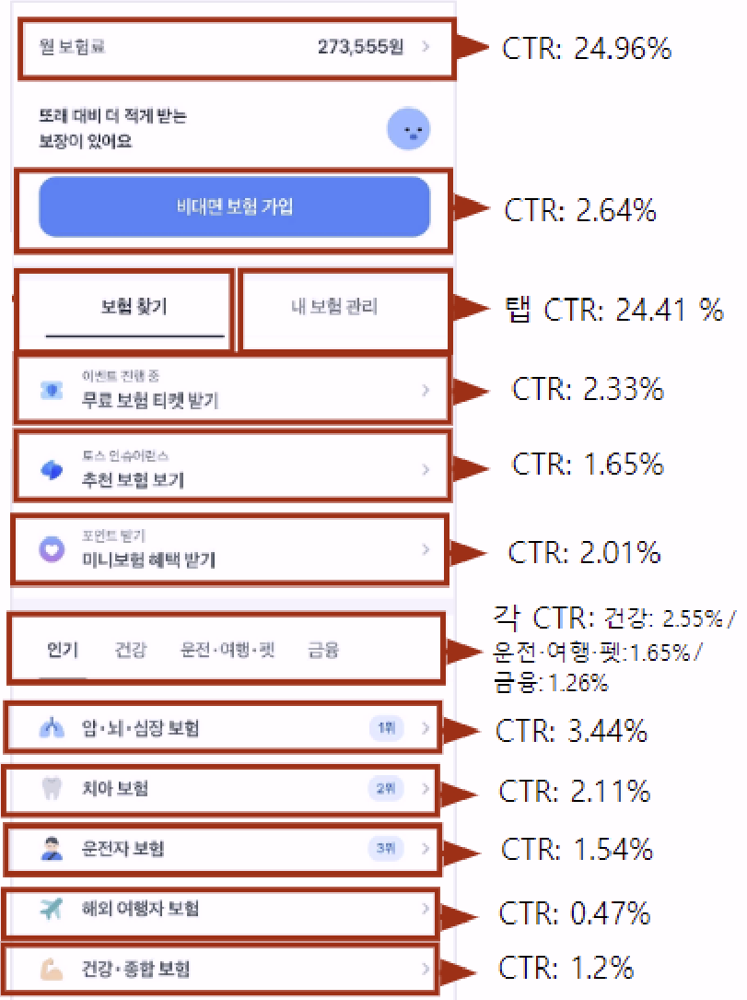 월 보험료 273,555원 CTR: 24.96%
또래 대비 더 적게 받는
보장이 있어요
비대면 보험 가입 CTR: 2.64%
보험 찾기 내 보험 관리 탭 CTR: 24.41 %
이벤트 진행 중
무료 보험 티켓 받기 CTR: 2.33%
토스 인슈어런스
추천 보험 보기 CTR: 1.65%
포인트 받기
미니보험 혜택 받기 CTR: 2.01%
인기 건강 운전·여행·펫 금융
각 CTR: 건강: 2.55% /
운전·여행·펫:1.65% /
금융: 1.26%
암·뇌·심장 보험 1위 CTR: 3.44%
치아 보험 2위 CTR: 2.11%
운전자 보험 3위 CTR: 1.54%
해외 여행자 보험 CTR: 0.47%
건강·종합 보험 CTR: 1.2%